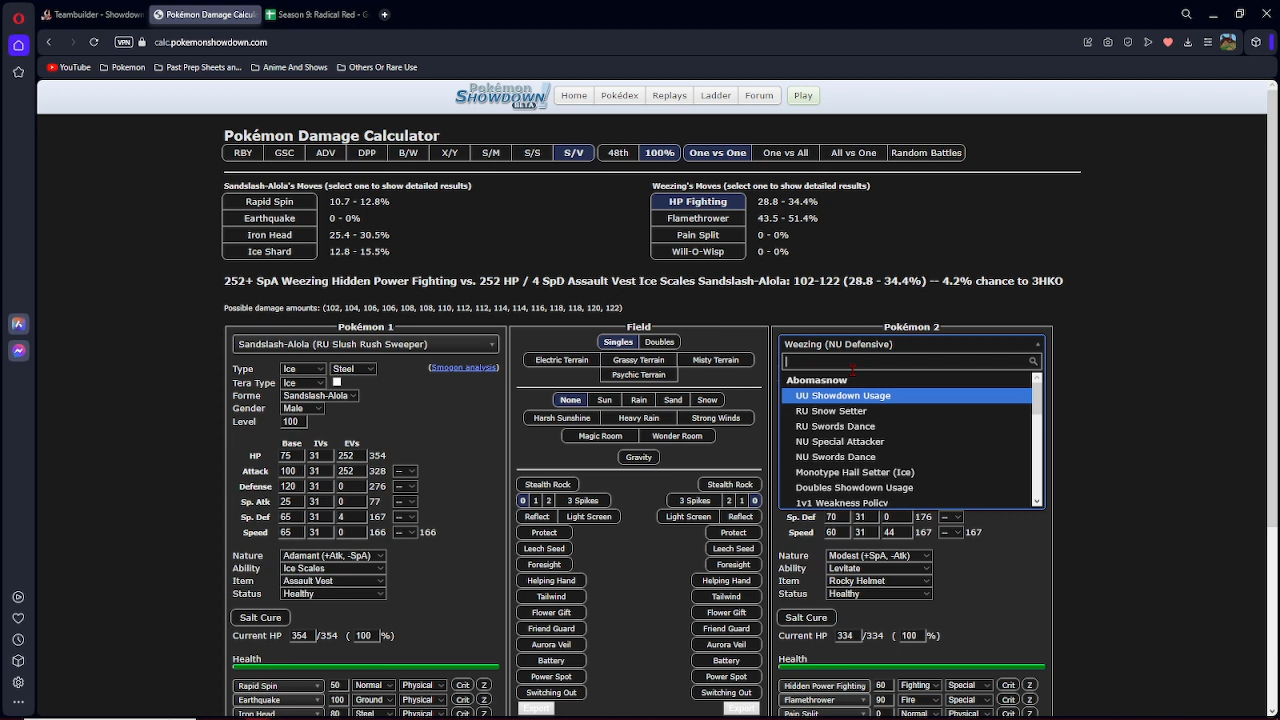 Teambuilder - Showdown
Pokémon Damage Calcula
Season 9: Radical Red - G
VPN calc.pokemonshowdown.com
YouTube Pokemon Past Prep Sheets an... Anime And Shows Others Or Rare Use
Pokémon SHOWDOWN! BETA Home Pokédex Replays Ladder Forum Play
Pokémon Damage Calculator
RBY GSC ADV DPP B/W X/Y S/M S/S S/V 48th 100% One vs One One vs All All vs One Random Battles
Sandslash-Alola's Moves (select one to show detailed results)
Rapid Spin 10.7 - 12.8%
Earthquake 0 - 0%
Iron Head 25.4 - 30.5%
Ice Shard 12.8 - 15.5%
Weezing's Moves (select one to show detailed results)
HP Fighting 28.8 - 34.4%
Flamethrower 43.5 - 51.4%
Pain Split 0 - 0%
Will-O-Wisp 0 - 0%
252+ SpA Weezing Hidden Power Fighting vs. 252 HP / 4 SpD Assault Vest Ice Scales Sandslash-Alola: 102-122 (28.8 - 34.4%) -- 4.2% chance to 3HKO
Possible damage amounts: (102, 104, 106, 106, 108, 108, 110, 112, 112, 114, 114, 116, 118, 118, 120, 122)
Pokémon 1
Sandslash-Alola (RU Slush Rush Sweeper)
Type Ice Steel (Smogon analysis)
Tera Type Ice
Forme Sandslash-Alola
Gender Male
Level 100
Base IVs EVs
HP 75 31 252 354
Attack 100 31 252 328 --
Defense 120 31 0 276 --
Sp. Atk 25 31 0 77 --
Sp. Def 65 31 4 167 --
Speed 65 31 0 166 -- 166
Nature Adamant (+Atk, -SpA)
Ability Ice Scales
Item Assault Vest
Status Healthy
Salt Cure
Current HP 354 /354 ( 100 %)
Health
Rapid Spin 50 Normal Physical Crit Z
Earthquake 100 Ground Physical Crit Z
Iron Head 80 Steel Physical Crit Z
Field
Singles Doubles
Electric Terrain Grassy Terrain Misty Terrain
Psychic Terrain
None Sun Rain Sand Snow
Harsh Sunshine Heavy Rain Strong Winds
Magic Room Wonder Room
Gravity
Stealth Rock Stealth Rock
0 1 2 3 Spikes 3 Spikes 2 1 0
Reflect Light Screen Light Screen Reflect
Protect Protect
Leech Seed Leech Seed
Foresight Foresight
Helping Hand Helping Hand
Tailwind Tailwind
Flower Gift Flower Gift
Friend Guard Friend Guard
Aurora Veil Aurora Veil
Battery Battery
Power Spot Power Spot
Switching Out Switching Out
Export Export
Pokémon 2
Weezing (NU Defensive)
Abomasnow
UU Showdown Usage
RU Snow Setter
RU Swords Dance
NU Special Attacker
NU Swords Dance
Monotype Hail Setter (Ice)
Doubles Showdown Usage
1v1 Weakness Policy
Sp. Def 70 31 0 176 --
Speed 60 31 44 167 -- 167
Nature Modest (+SpA, -Atk)
Ability Levitate
Item Rocky Helmet
Status Healthy
Salt Cure
Current HP 334 /334 ( 100 %)
Health
Hidden Power Fighting 60 Fighting Special Crit Z
Flamethrower 90 Fire Special Crit Z
Pain Split 0 Normal Physical Crit Z